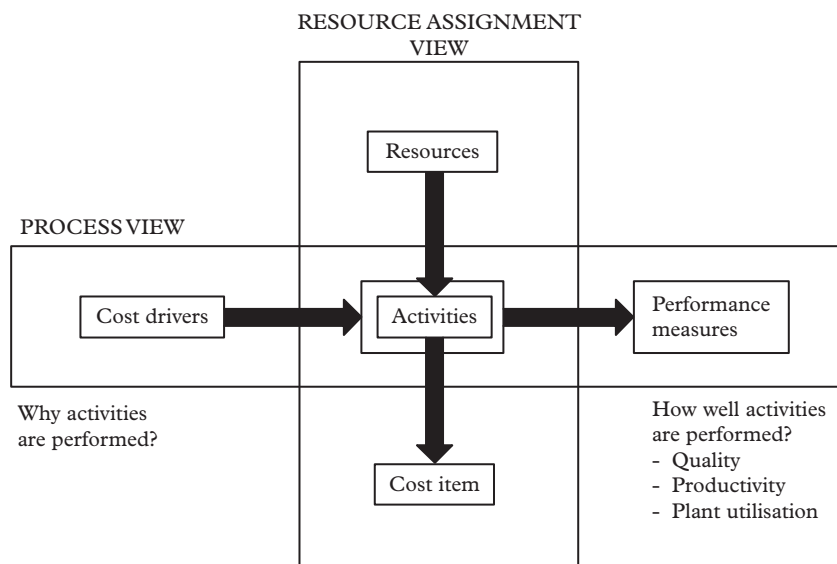 RESOURCE ASSIGNMENT
VIEW
Resources
PROCESS VIEW
Cost drivers
Activities
Performance
measures
Why activities
are performed?
How well activities
are performed?
- Quality
- Productivity
- Plant utilisation
Cost item